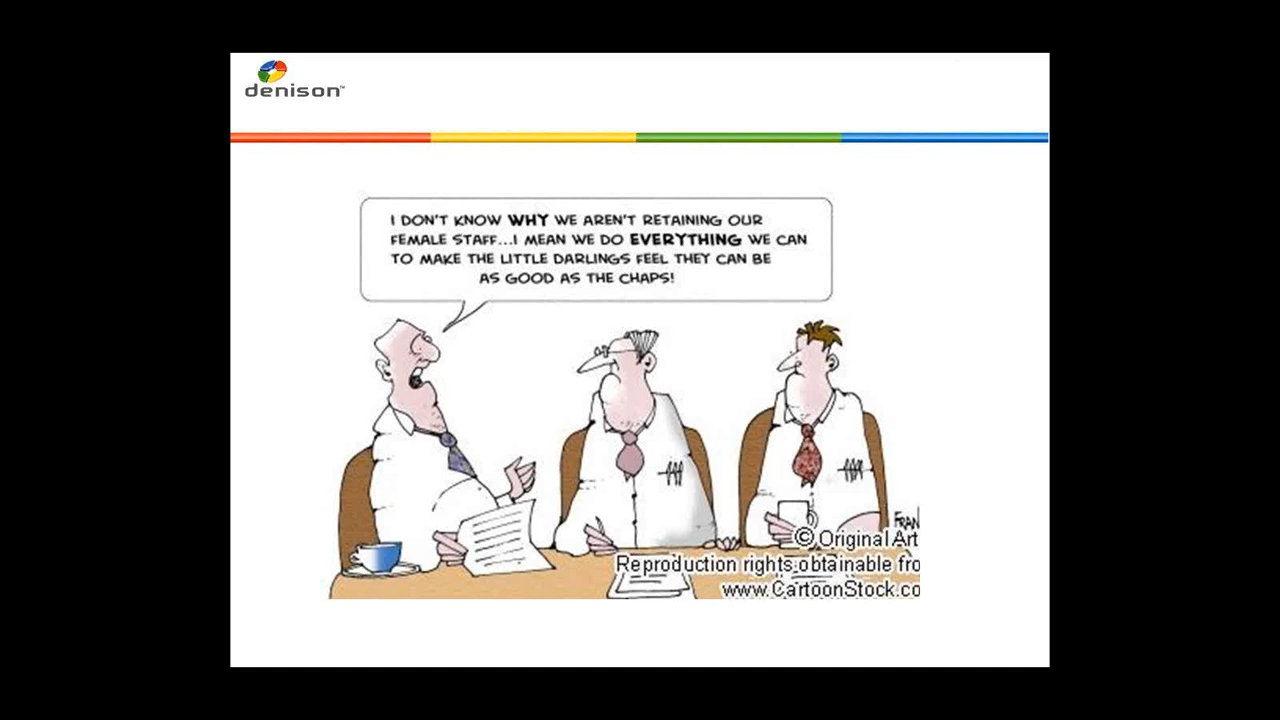 denison™
I DON'T KNOW WHY WE AREN'T RETAINING OUR
FEMALE STAFF...I MEAN WE DO EVERYTHING WE CAN
TO MAKE THE LITTLE DARLINGS FEEL THEY CAN BE
AS GOOD AS THE CHAPS!
FRAN
© Original Art
Reproduction rights obtainable fro
www.CartoonStock.co